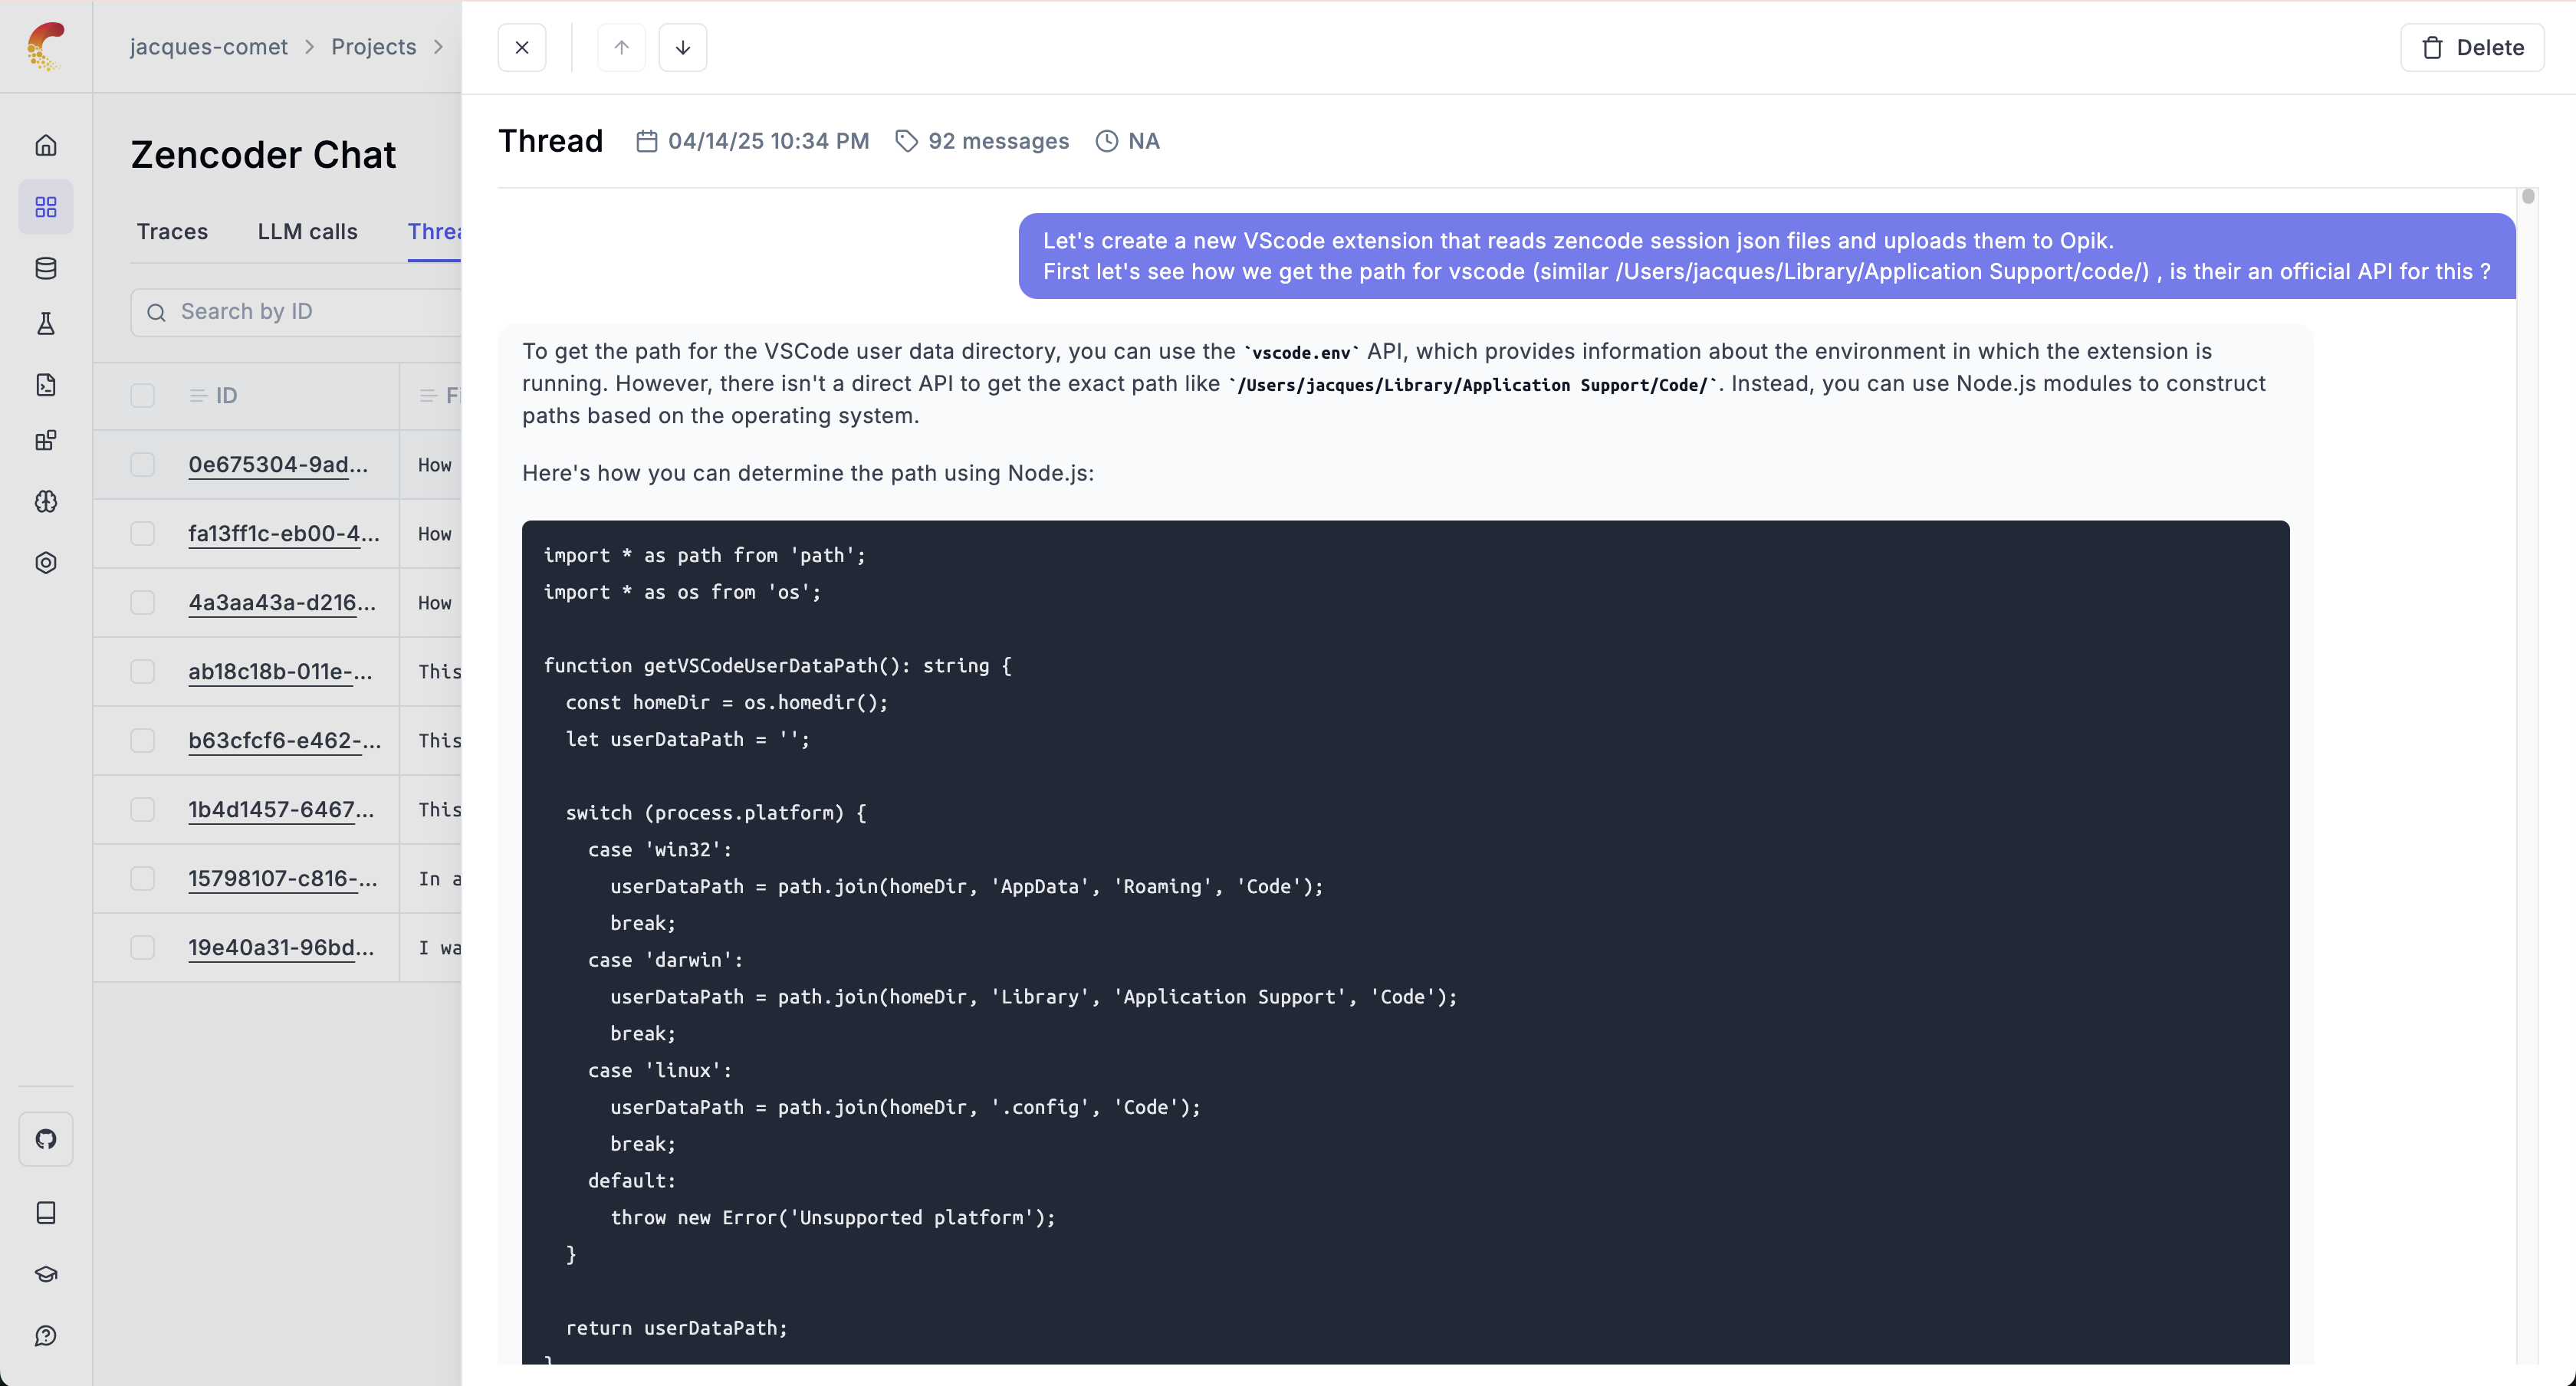 jacques-comet > Projects >
Delete
Zencoder Chat
Traces LLM calls Threa
Search by ID
ID Fi
0e675304-9ad... How
fa13ff1c-eb00-4... How
4a3aa43a-d216... How
ab18c18b-011e-... This
b63cfcf6-e462-... This
1b4d1457-6467... This
15798107-c816-... In a
19e40a31-96bd... I wa
Thread 04/14/25 10:34 PM 92 messages NA
Let's create a new VScode extension that reads zencode session json files and uploads them to Opik.
First let's see how we get the path for vscode (similar /Users/jacques/Library/Application Support/code/) , is their an official API for this ?
To get the path for the VSCode user data directory, you can use the `vscode.env` API, which provides information about the environment in which the extension is
running. However, there isn't a direct API to get the exact path like `/Users/jacques/Library/Application Support/Code/`. Instead, you can use Node.js modules to construct
paths based on the operating system.
Here's how you can determine the path using Node.js:
import * as path from 'path';
import * as os from 'os';
function getVSCodeUserDataPath(): string {
  const homeDir = os.homedir();
  let userDataPath = '';
  switch (process.platform) {
    case 'win32':
      userDataPath = path.join(homeDir, 'AppData', 'Roaming', 'Code');
      break;
    case 'darwin':
      userDataPath = path.join(homeDir, 'Library', 'Application Support', 'Code');
      break;
    case 'linux':
      userDataPath = path.join(homeDir, '.config', 'Code');
      break;
    default:
      throw new Error('Unsupported platform');
  }
  return userDataPath;
}